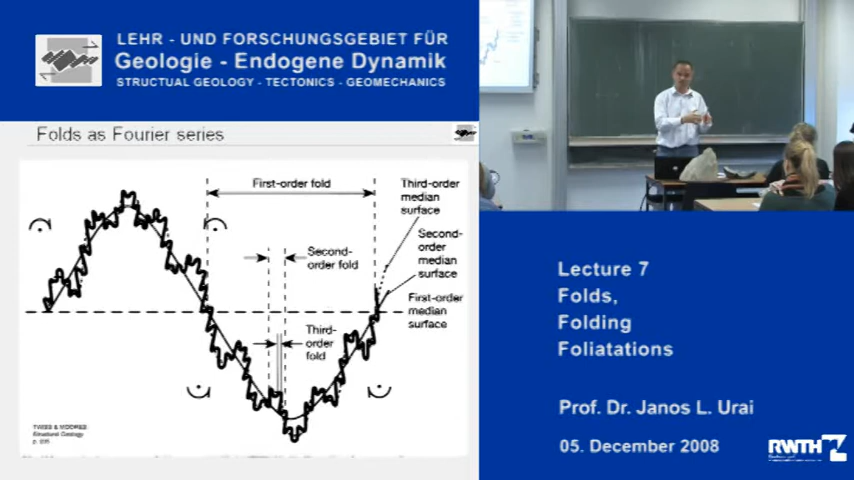 LEHR - UND FORSCHUNGSGEBIET FÜR
Geologie - Endogene Dynamik
STRUCTUAL GEOLOGY - TECTONICS - GEOMECHANICS
Folds as Fourier series
First-order fold
Third-order
median
surface
Second-
order fold
Second-
order
median
surface
First-order
median
surface
Third-
order
fold
TWISS & MOORES
Structural Geology
Lecture 7
Folds,
Folding
Foliatations
Prof. Dr. Janos L. Urai
05. December 2008
RWTH